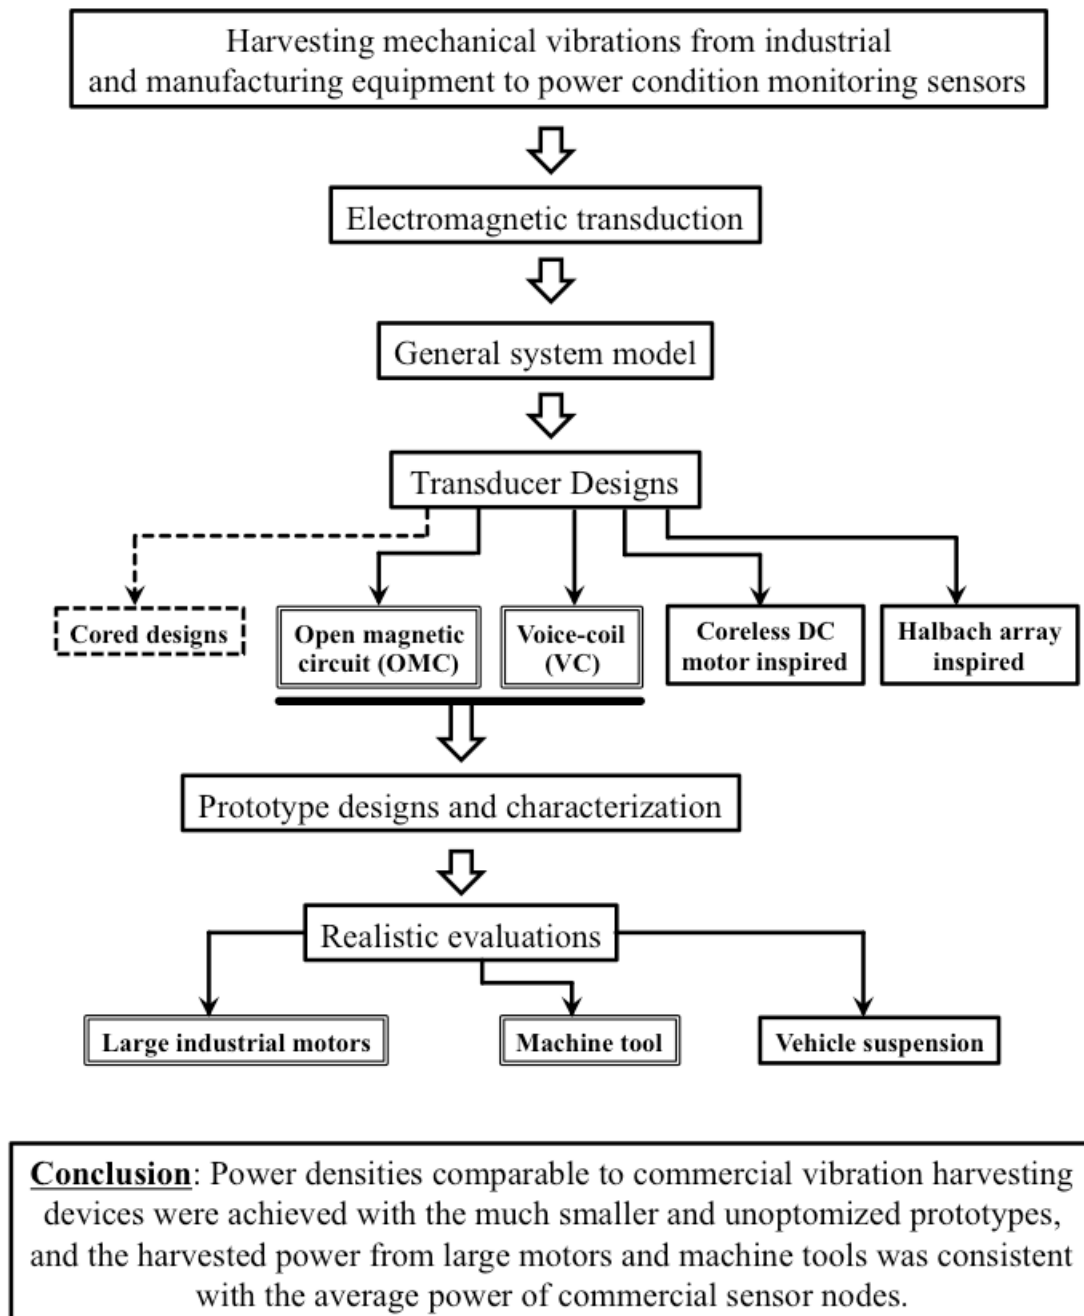 Harvesting mechanical vibrations from industrial
and manufacturing equipment to power condition monitoring sensors
Electromagnetic transduction
General system model
Transducer Designs
Cored designs
Open magnetic
circuit (OMC)
Voice-coil
(VC)
Coreless DC
motor inspired
Halbach array
inspired
Prototype designs and characterization
Realistic evaluations
Large industrial motors
Machine tool
Vehicle suspension
Conclusion: Power densities comparable to commercial vibration harvesting
devices were achieved with the much smaller and unoptomized prototypes,
and the harvested power from large motors and machine tools was consistent
with the average power of commercial sensor nodes.